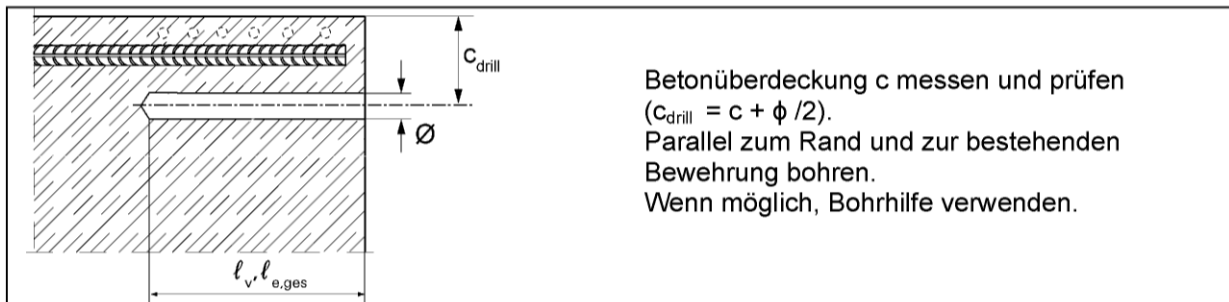 c_drill
Ø
ℓ_v, ℓ_e,ges
Betonüberdeckung c messen und prüfen
(c_drill = c + ϕ /2).
Parallel zum Rand und zur bestehenden
Bewehrung bohren.
Wenn möglich, Bohrhilfe verwenden.